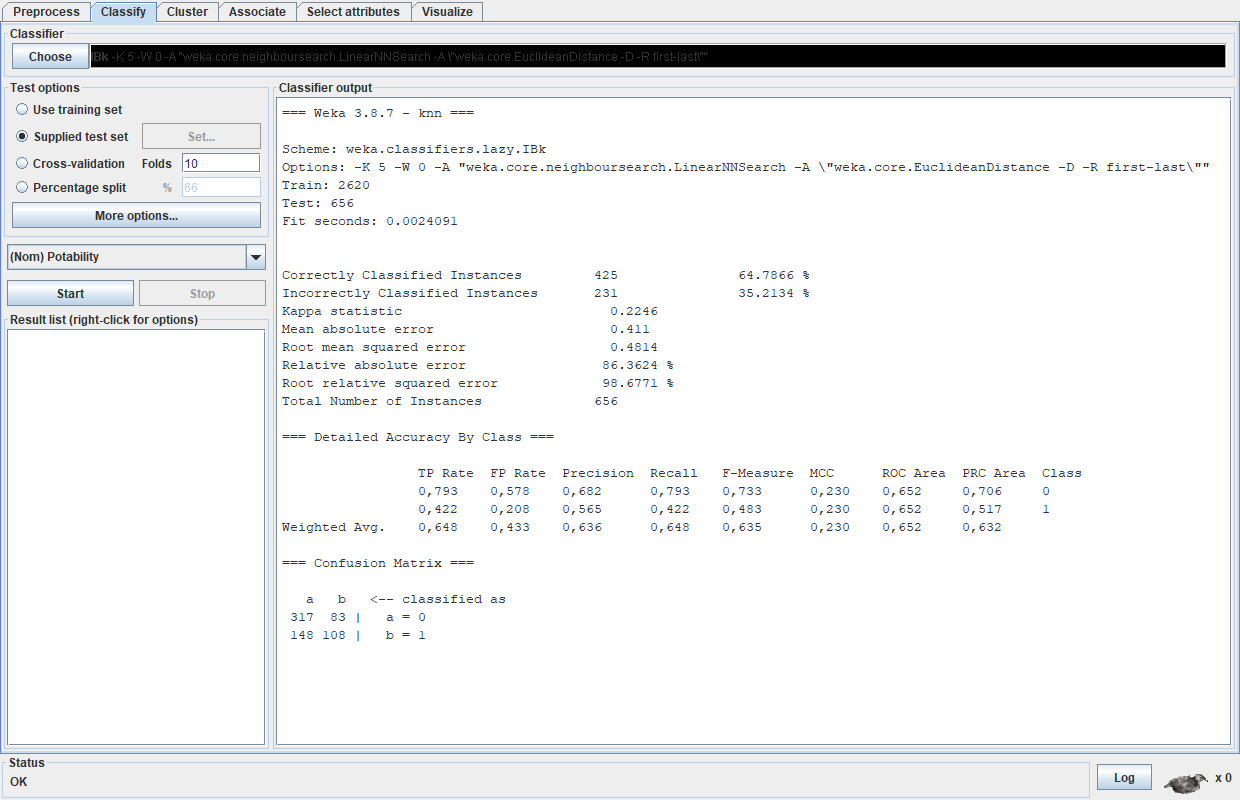 Preprocess Classify Cluster Associate Select attributes Visualize
Classifier
Choose IBk -K 5 -W 0 -A "weka.core.neighboursearch.LinearNNSearch -A \"weka.core.EuclideanDistance -D -R first-last\""
Test options
Use training set
Supplied test set Set...
Cross-validation Folds 10
Percentage split % 66
More options...
(Nom) Potability
Start Stop
Result list (right-click for options)
Classifier output
=== Weka 3.8.7 - knn ===
Scheme: weka.classifiers.lazy.IBk
Options: -K 5 -W 0 -A "weka.core.neighboursearch.LinearNNSearch -A \"weka.core.EuclideanDistance -D -R first-last\""
Train: 2620
Test: 656
Fit seconds: 0.0024091
Correctly Classified Instances 425 64.7866 %
Incorrectly Classified Instances 231 35.2134 %
Kappa statistic 0.2246
Mean absolute error 0.411
Root mean squared error 0.4814
Relative absolute error 86.3624 %
Root relative squared error 98.6771 %
Total Number of Instances 656
=== Detailed Accuracy By Class ===
TP Rate FP Rate Precision Recall F-Measure MCC ROC Area PRC Area Class
0,793 0,578 0,682 0,793 0,733 0,230 0,652 0,706 0
0,422 0,208 0,565 0,422 0,483 0,230 0,652 0,517 1
Weighted Avg. 0,648 0,433 0,636 0,648 0,635 0,230 0,652 0,632
=== Confusion Matrix ===
a b <-- classified as
317 83 | a = 0
148 108 | b = 1
Status
OK
Log x 0